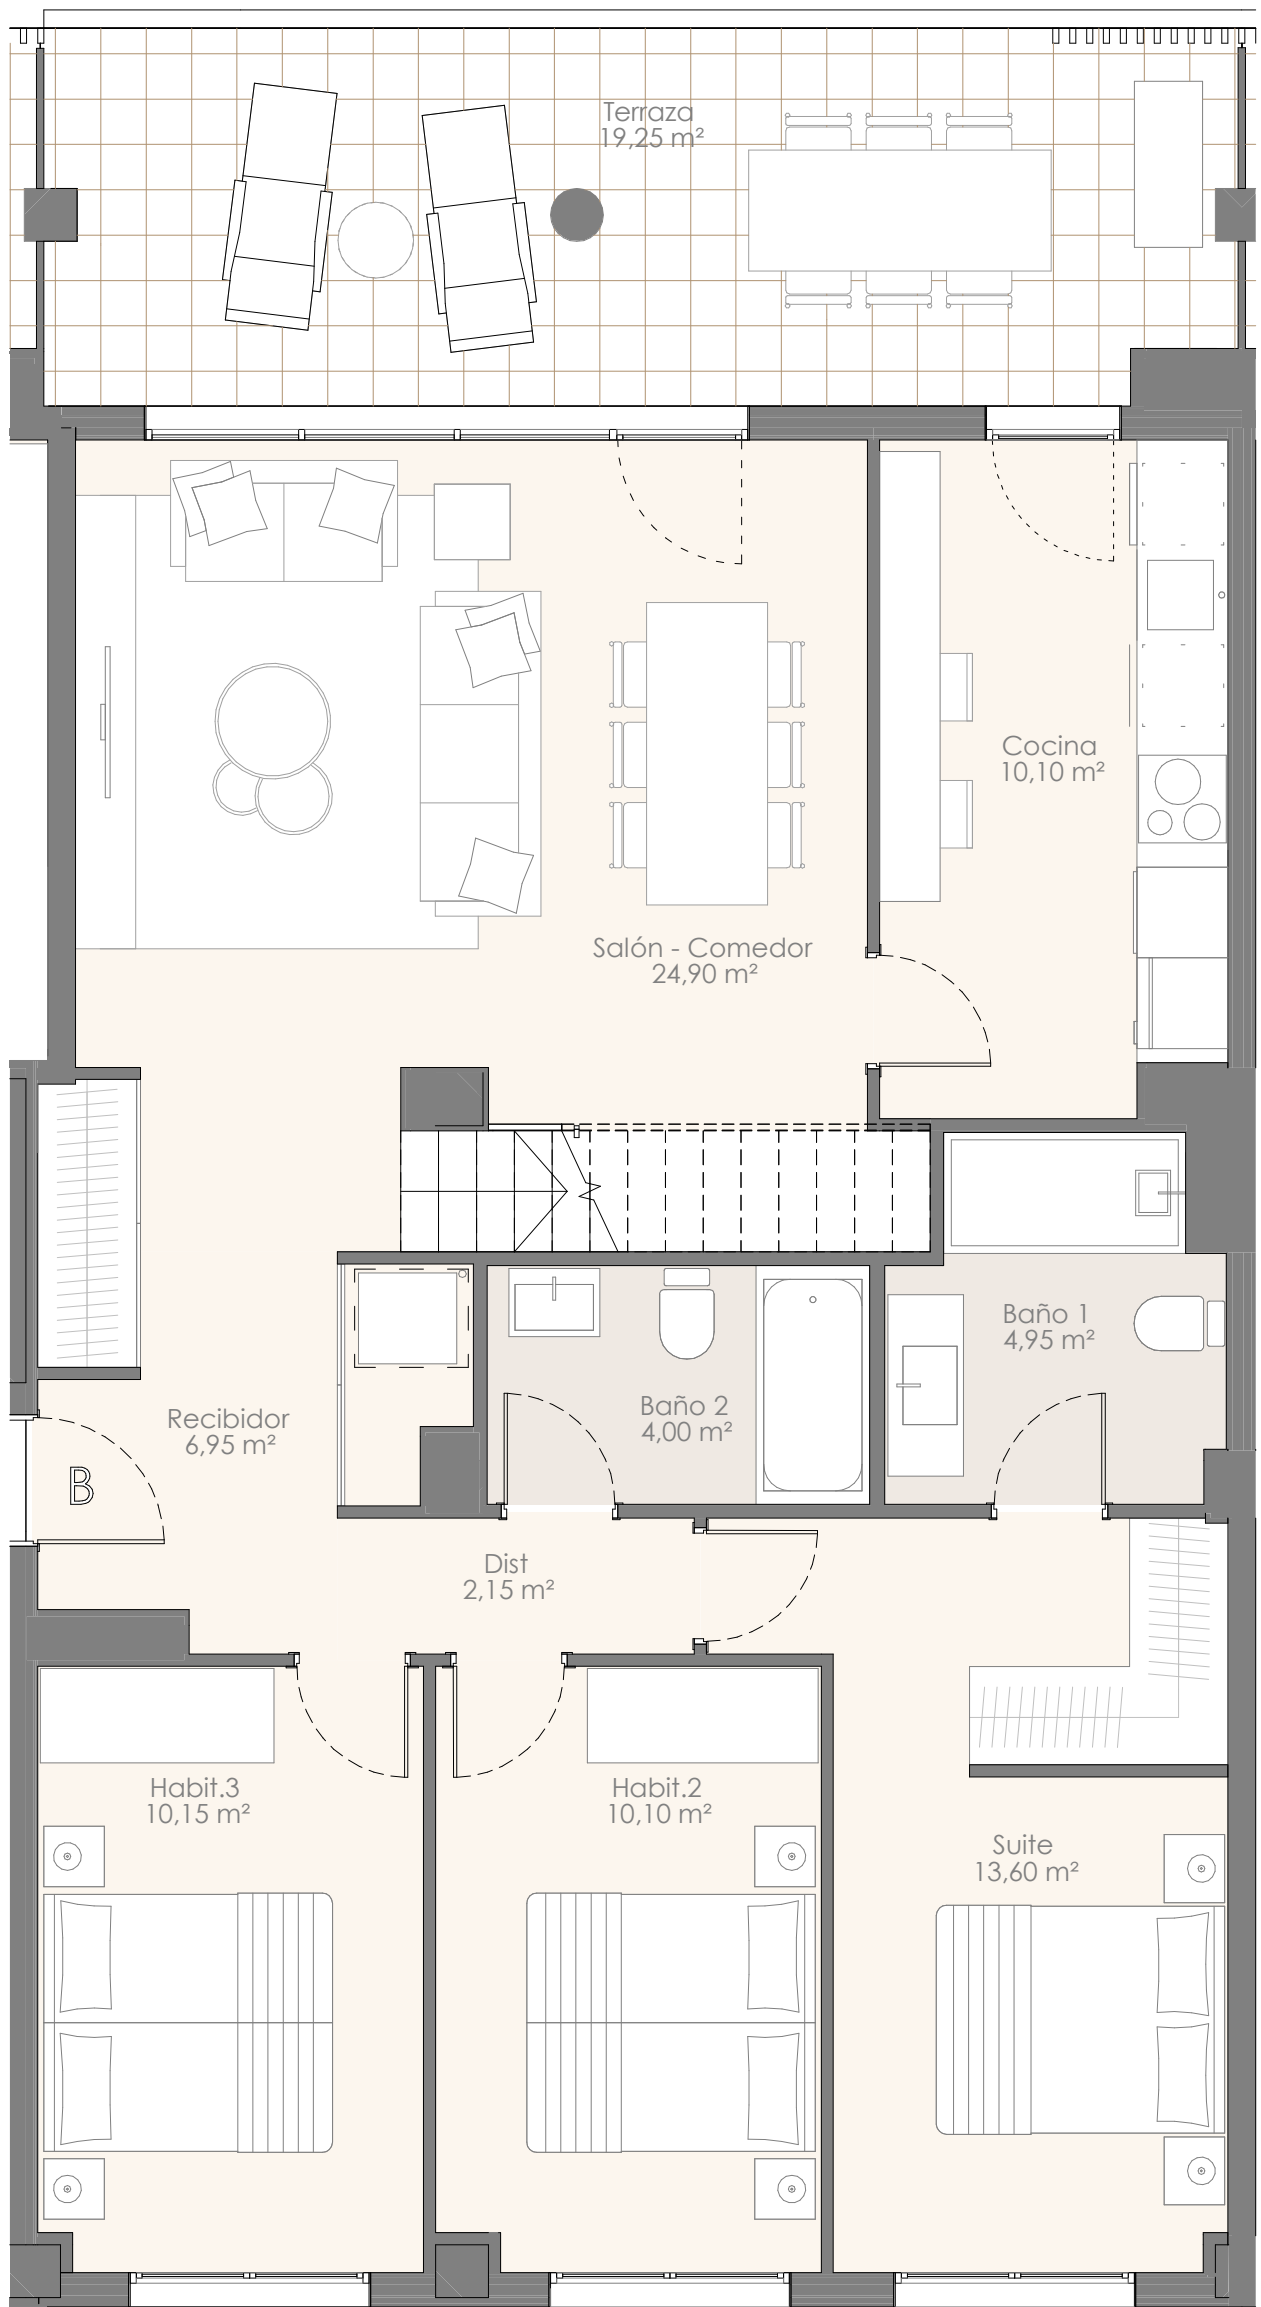 Terraza
19,25 m²
Cocina
10,10 m²
Salón - Comedor
24,90 m²
Baño 1
4,95 m²
Baño 2
4,00 m²
Recibidor
6,95 m²
B
Dist
2,15 m²
Habit.3
10,15 m²
Habit.2
10,10 m²
Suite
13,60 m²